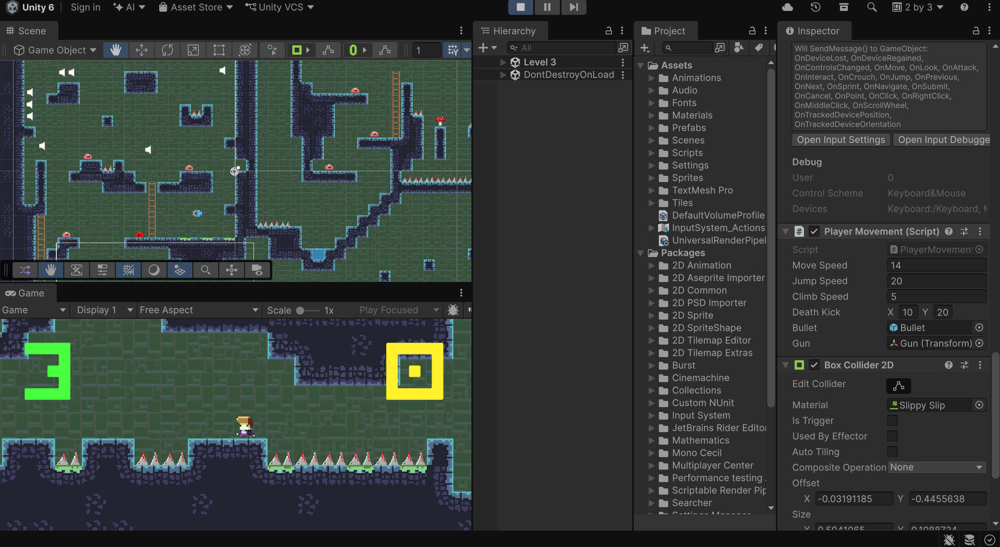 Unity 6
Sign in
AI
Asset Store
Unity VCS
2 by 3
Scene
Game Object
1
Game
Game
Display 1
Free Aspect
Scale
1x
Play Focused
3
0
Hierarchy
All
Level 3
DontDestroyOnLoad
Project
Assets
Animations
Audio
Fonts
Materials
Prefabs
Scenes
Scripts
Settings
Sprites
TextMesh Pro
Tiles
DefaultVolumeProfile
InputSystem_Actions
UniversalRenderPipel
Packages
2D Animation
2D Aseprite Importer
2D Common
2D PSD Importer
2D Sprite
2D SpriteShape
2D Tilemap Editor
2D Tilemap Extras
Burst
Cinemachine
Collections
Custom NUnit
Input System
JetBrains Rider Editor
Mathematics
Mono Cecil
Multiplayer Center
Performance testing
Scriptable Render Pip
Searcher
Inspector
Will SendMessage() to GameObject:
OnDeviceLost, OnDeviceRegained,
OnControlsChanged, OnMove, OnLook, OnAttack,
OnInteract, OnCrouch, OnJump, OnPrevious,
OnNext, OnSprint, OnNavigate, OnSubmit,
OnCancel, OnPoint, OnClick, OnRightClick,
OnMiddleClick, OnScrollWheel,
OnTrackedDevicePosition,
OnTrackedDeviceOrientation
Open Input Settings
Open Input Debugge
Debug
User 0
Control Scheme Keyboard&Mouse
Devices Keyboard:/Keyboard, M
Player Movement (Script)
Script PlayerMovement
Move Speed 14
Jump Speed 20
Climb Speed 5
Death Kick X 10 Y 20
Bullet Bullet
Gun Gun (Transform)
Box Collider 2D
Edit Collider
Material Slippy Slip
Is Trigger
Used By Effector
Auto Tiling
Composite Operation None
Offset
X -0.03191185 Y -0.4455638
Size